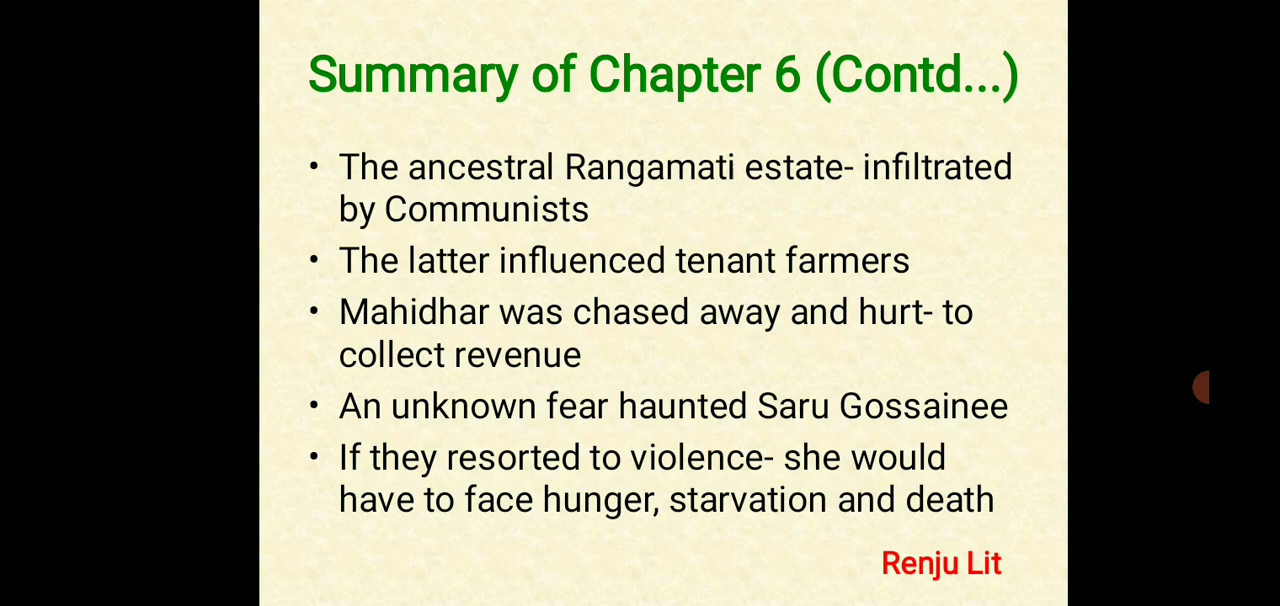 Summary of Chapter 6 (Contd...)
• The ancestral Rangamati estate- infiltrated
by Communists
• The latter influenced tenant farmers
• Mahidhar was chased away and hurt- to
collect revenue
• An unknown fear haunted Saru Gossainee
• If they resorted to violence- she would
have to face hunger, starvation and death
Renju Lit